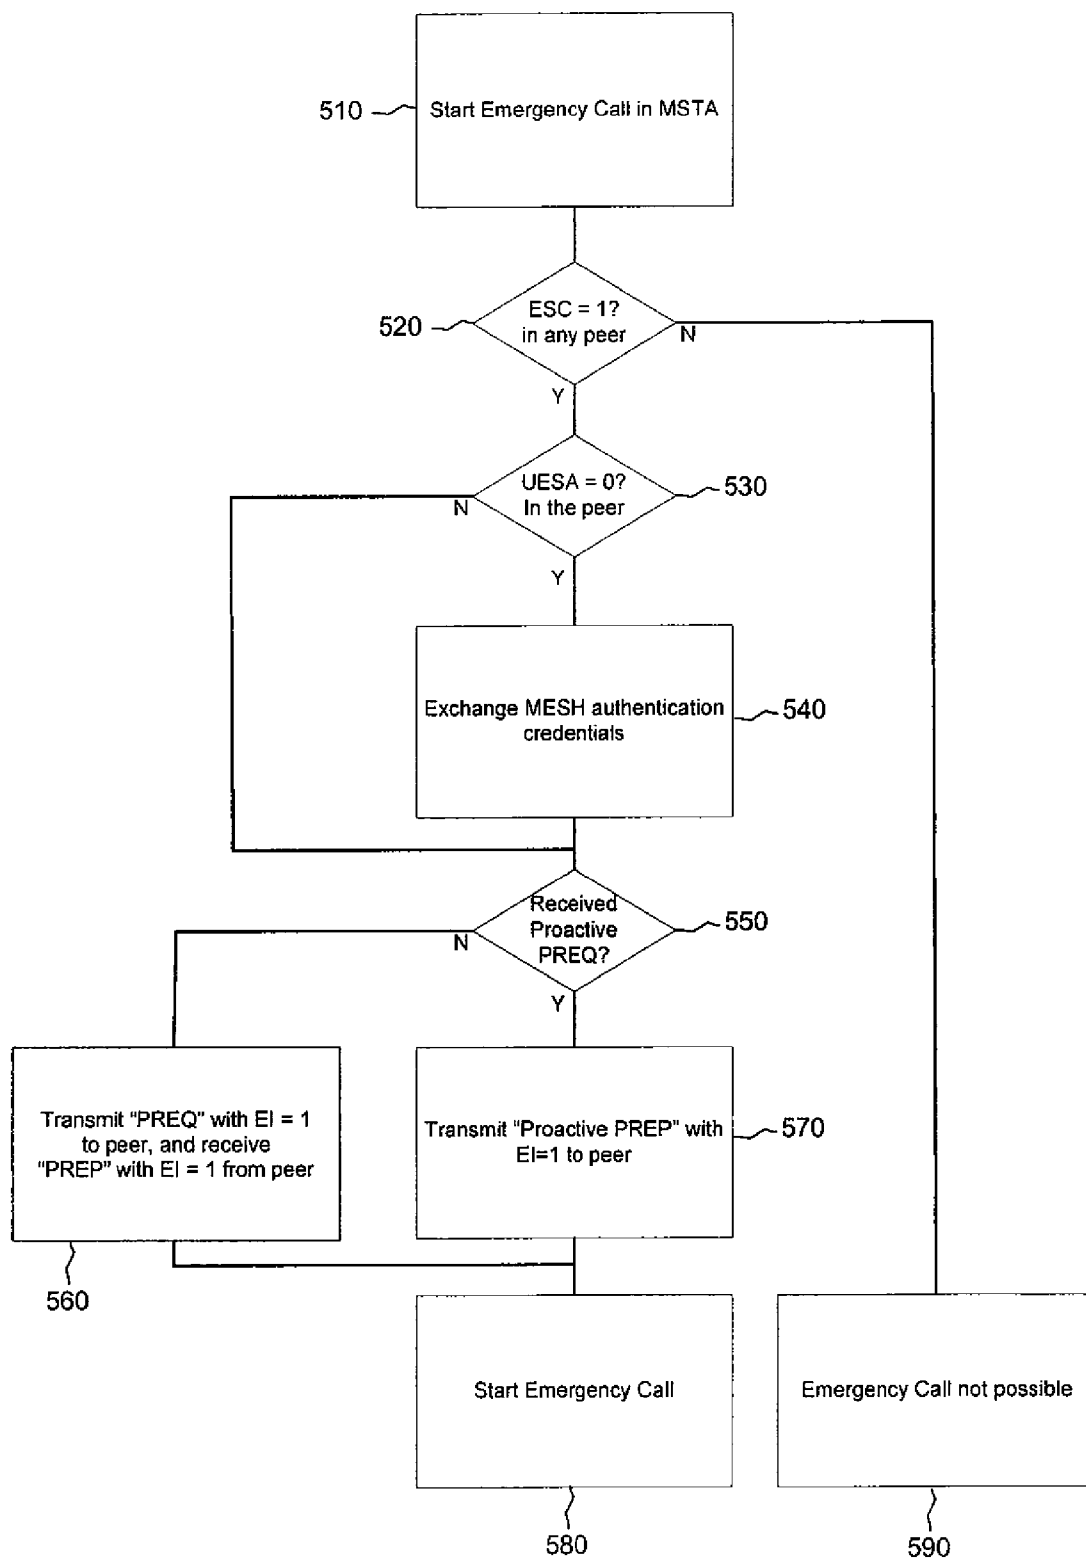 510
Start Emergency Call in MSTA
520
ESC = 1?
in any peer
N
Y
UESA = 0?
In the peer
530
N
Y
Exchange MESH authentication
credentials
540
Received
Proactive
PREQ?
550
N
Y
Transmit “PREQ” with EI = 1
to peer, and receive
“PREP” with EI = 1 from peer
560
Transmit “Proactive PREP” with
EI=1 to peer
570
Start Emergency Call
580
Emergency Call not possible
590